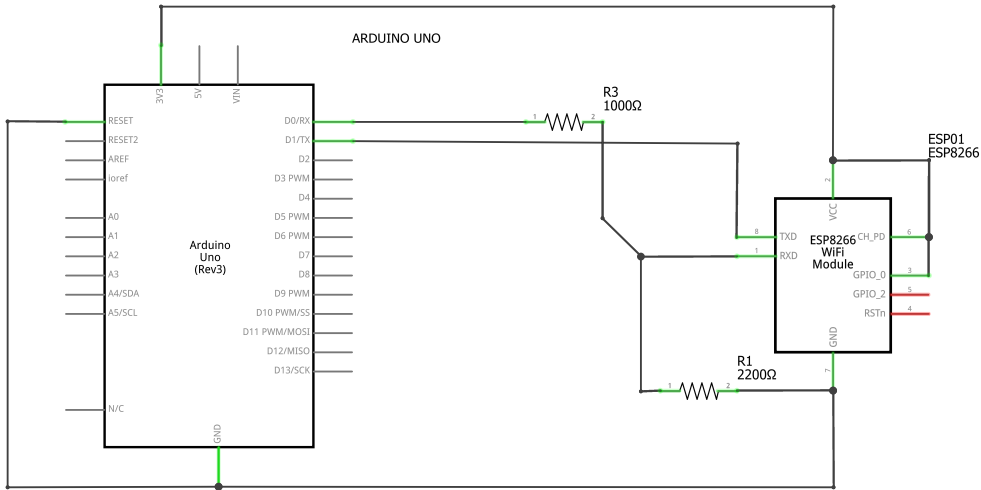 ARDUINO UNO
3V3
5V
VIN
RESET
RESET2
AREF
ioref
A0
A1
A2
A3
A4/SDA
A5/SCL
N/C
Arduino
Uno
(Rev3)
D0/RX
D1/TX
D2
D3 PWM
D4
D5 PWM
D6 PWM
D7
D8
D9 PWM
D10 PWM/SS
D11 PWM/MOSI
D12/MISO
D13/SCK
GND
R3
1000Ω
1
2
ESP01
ESP8266
2
VCC
8
TXD
1
RXD
ESP8266
WiFi
Module
CH_PD
6
GPIO_0
3
GPIO_2
5
RSTn
4
GND
7
R1
2200Ω
1
2